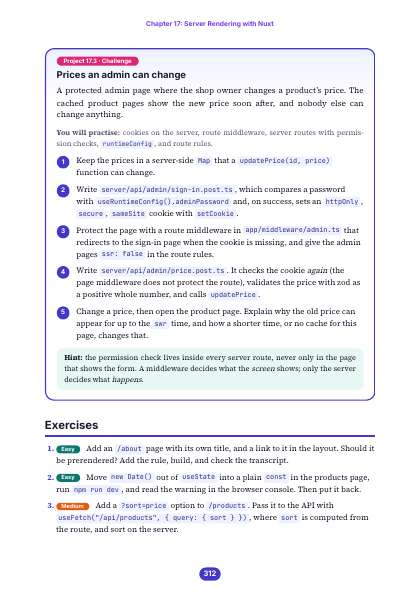 Chapter 17: Server Rendering with Nuxt
Project 17.3 · Challenge
Prices an admin can change
A protected admin page where the shop owner changes a product's price. The
cached product pages show the new price soon after, and nobody else can
change anything.
You will practise: cookies on the server, route middleware, server routes with permis-
sion checks, runtimeConfig, and route rules.
1 Keep the prices in a server-side Map that a updatePrice(id, price)
function can change.
2 Write server/api/admin/sign-in.post.ts, which compares a password
with useRuntimeConfig().adminPassword and, on success, sets an httpOnly,
secure, sameSite cookie with setCookie.
3 Protect the page with a route middleware in app/middleware/admin.ts that
redirects to the sign-in page when the cookie is missing, and give the admin
pages ssr: false in the route rules.
4 Write server/api/admin/price.post.ts. It checks the cookie again (the
page middleware does not protect the route), validates the price with zod as
a positive whole number, and calls updatePrice.
5 Change a price, then open the product page. Explain why the old price can
appear for up to the swr time, and how a shorter time, or no cache for this
page, changes that.
Hint: the permission check lives inside every server route, never only in the page
that shows the form. A middleware decides what the screen shows; only the server
decides what happens.
Exercises
1. Easy Add an /about page with its own title, and a link to it in the layout. Should it
be prerendered? Add the rule, build, and check the transcript.
2. Easy Move new Date() out of useState into a plain const in the products page,
run npm run dev, and read the warning in the browser console. Then put it back.
3. Medium Add a ?sort=price option to /products. Pass it to the API with
useFetch("/api/products", { query: { sort } }), where sort is computed from
the route, and sort on the server.
312